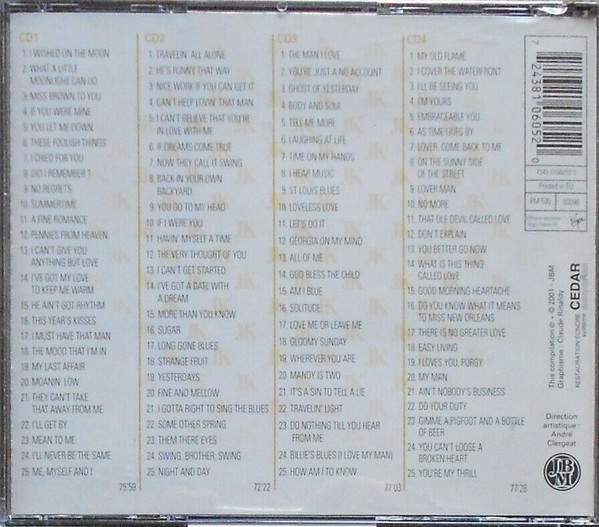 CD1
1. I WISHED ON THE MOON
2. WHAT A LITTLE
MOONLIGHT CAN DO
3. MISS BROWN TO YOU
4. IF YOU WERE MINE
5. YOU LET ME DOWN
6. THESE FOOLISH THINGS
7. I CRIED FOR YOU
8. DID I REMEMBER ?
9. NO REGRETS
10. SUMMERTIME
11. A FINE ROMANCE
12. PENNIES FROM HEAVEN
13. I CAN'T GIVE YOU
ANYTHING BUT LOVE
14. I'VE GOT MY LOVE
TO KEEP ME WARM
15. HE AIN'T GOT RHYTHM
16. THIS YEAR'S KISSES
17. I MUST HAVE THAT MAN
18. THE MOOD THAT I'M IN
19. MY LAST AFFAIR
20. MOANIN' LOW
21. THEY CAN'T TAKE
THAT AWAY FROM ME
22. I'LL GET BY
23. MEAN TO ME
24. I'LL NEVER BE THE SAME
25. ME, MYSELF AND I
75'59
CD2
1. TRAVELIN' ALL ALONE
2. HE'S FUNNY THAT WAY
3. NICE WORK IF YOU CAN GET IT
4. CAN'T HELP LOVIN' THAT MAN
5. I CAN'T BELIEVE THAT YOU'RE
IN LOVE WITH ME
6. IF DREAMS COME TRUE
7. NOW THEY CALL IT SWING
8. BACK IN YOUR OWN
BACKYARD
9. YOU GO TO MY HEAD
10. IF I WERE YOU
11. HAVIN' MYSELF A TIME
12. THE VERY THOUGHT OF YOU
13. I CAN'T GET STARTED
14. I'VE GOT A DATE WITH
A DREAM
15. MORE THAN YOU KNOW
16. SUGAR
17. LONG GONE BLUES
18. STRANGE FRUIT
19. YESTERDAYS
20. FINE AND MELLOW
21. I GOTTA RIGHT TO SING THE BLUES
22. SOME OTHER SPRING
23. THEM THERE EYES
24. SWING, BROTHER, SWING
25. NIGHT AND DAY
72'22
CD3
1. THE MAN I LOVE
2. YOU'RE JUST A NO ACCOUNT
3. GHOST OF YESTERDAY
4. BODY AND SOUL
5. TELL ME MORE
6. LAUGHING AT LIFE
7. TIME ON MY HANDS
8. I HEAR MUSIC
9. ST LOUIS BLUES
10. LOVELESS LOVE
11. LET'S DO IT
12. GEORGIA ON MY MIND
13. ALL OF ME
14. GOD BLESS THE CHILD
15. AM I BLUE
16. SOLITUDE
17. LOVE ME OR LEAVE ME
18. GLOOMY SUNDAY
19. WHEREVER YOU ARE
20. MANDY IS TWO
21. IT'S A SIN TO TELL A LIE
22. TRAVELIN' LIGHT
23. DO NOTHING TILL YOU HEAR
FROM ME
24. BILLIE'S BLUES (I LOVE MY MAN)
25. HOW AM I TO KNOW
77'03
CD4
1. MY OLD FLAME
2. I COVER THE WATERFRONT
3. I'LL BE SEEING YOU
4. I'M YOURS
5. EMBRACEABLE YOU
6. AS TIME GOES BY
7. LOVER, COME BACK TO ME
8. ON THE SUNNY SIDE
OF THE STREET
9. LOVER MAN
10. NO MORE
11. THAT OLE DEVIL CALLED LOVE
12. DON'T EXPLAIN
13. YOU BETTER GO NOW
14. WHAT IS THIS THING
CALLED LOVE
15. GOOD MORNING HEARTACHE
16. DO YOU KNOW WHAT IT MEANS
TO MISS NEW ORLEANS
17. THERE IS NO GREATER LOVE
18. EASY LIVING
19. I LOVES YOU, PORGY
20. MY MAN
21. AIN'T NOBODY'S BUSINESS
22. DO YOUR DUTY
23. GIMME A PIGFOOT AND A BOTTLE
OF BEER
24. YOU CAN'T LOOSE A
BROKEN HEART
25. YOU'RE MY THRILL
77'26
7 24381 06052 0
Printed in EU
PM 535
Virgin
This compilation ℗ • © 2001 JBM
Graphisme : Claude Rinaldy
RESTAURATION SONORE
système
CEDAR
Direction
artistique :
André
Clergeat
JBM